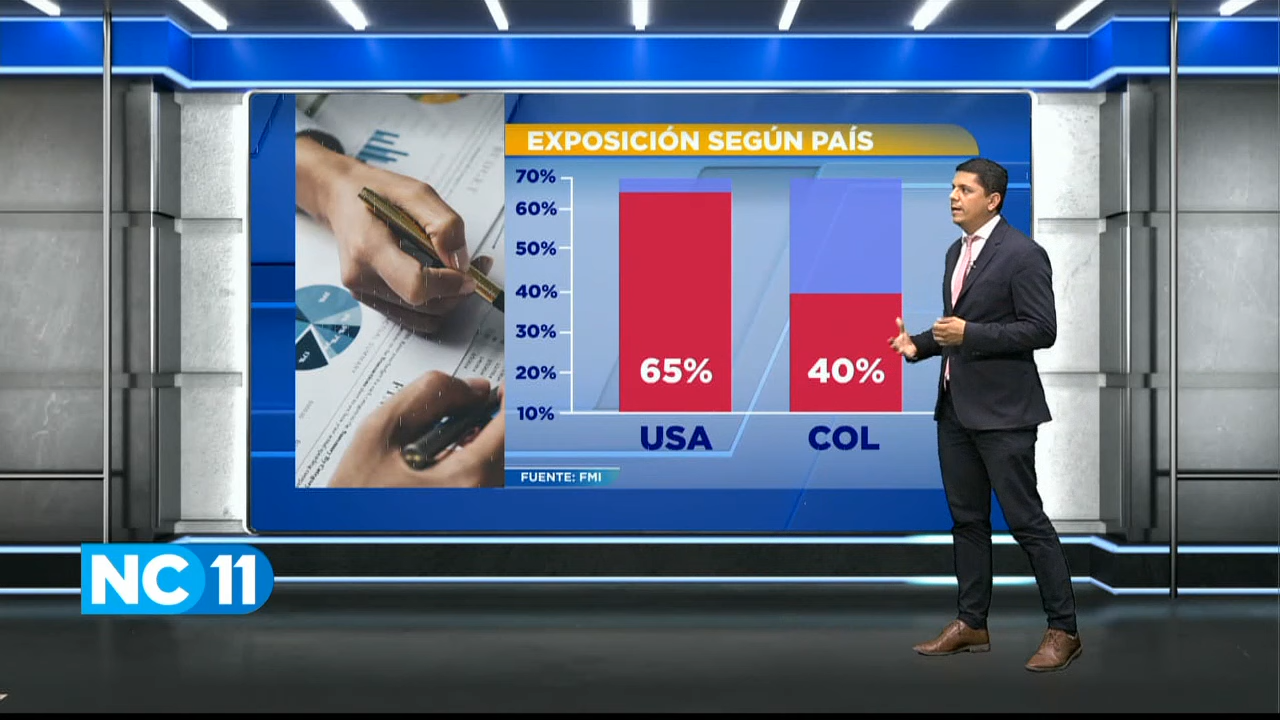 EXPOSICIÓN SEGÚN PAÍS
70%
60%
50%
40%
30%
20%
10%
65%
40%
USA
COL
FUENTE: FMI
NC 11